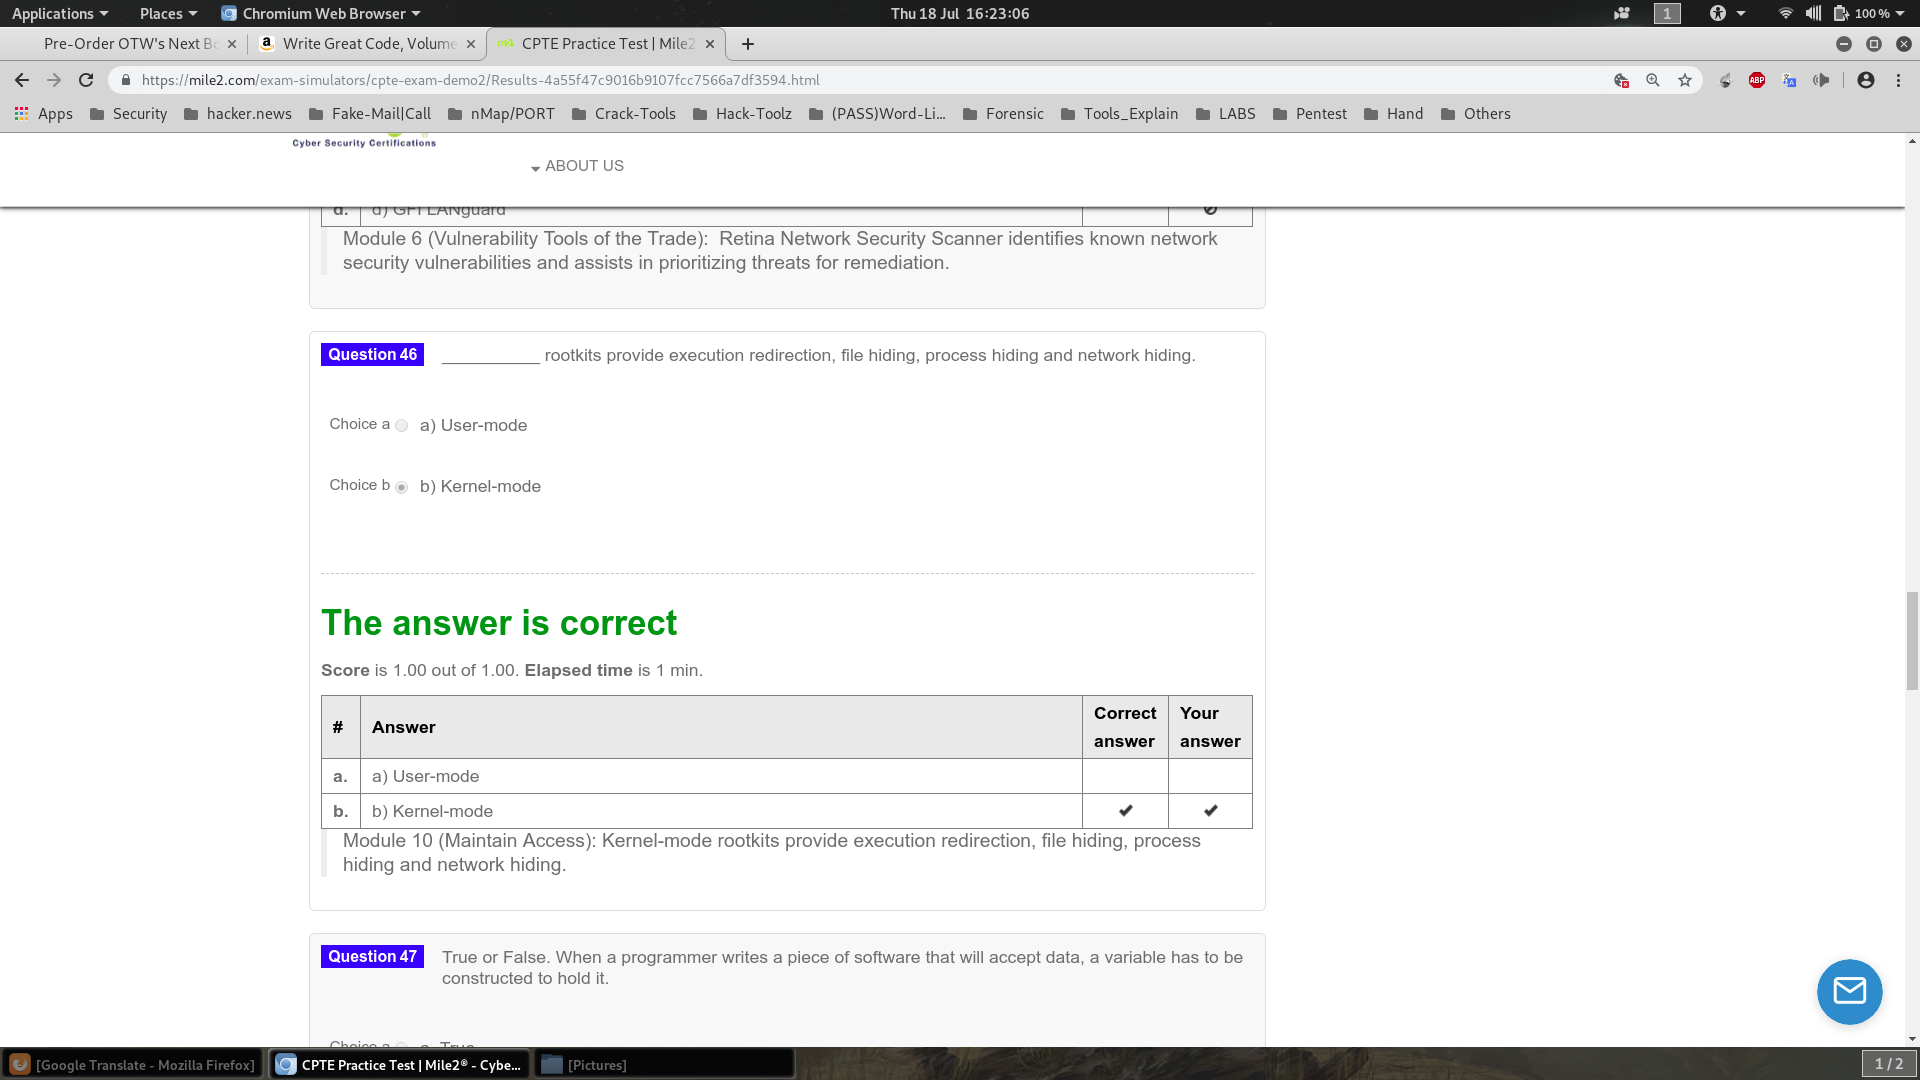 Applications
Places
Chromium Web Browser
Thu 18 Jul 16:23:06
1
100 %
Pre-Order OTW's Next Bo
Write Great Code, Volume
CPTE Practice Test | Mile2
https://mile2.com/exam-simulators/cpte-exam-demo2/Results-4a55f47c9016b9107fcc7566a7df3594.html
ABP
Apps
Security
hacker.news
Fake-Mail|Call
nMap/PORT
Crack-Tools
Hack-Toolz
(PASS)Word-Li...
Forensic
Tools_Explain
LABS
Pentest
Hand
Others
Cyber Security Certifications
ABOUT US
d. d) GFI LANguard
Module 6 (Vulnerability Tools of the Trade): Retina Network Security Scanner identifies known network
security vulnerabilities and assists in prioritizing threats for remediation.
Question 46 __________ rootkits provide execution redirection, file hiding, process hiding and network hiding.
Choice a a) User-mode
Choice b b) Kernel-mode
The answer is correct
Score is 1.00 out of 1.00. Elapsed time is 1 min.
# Answer Correct answer Your answer
a. a) User-mode
b. b) Kernel-mode
Module 10 (Maintain Access): Kernel-mode rootkits provide execution redirection, file hiding, process
hiding and network hiding.
Question 47 True or False. When a programmer writes a piece of software that will accept data, a variable has to be
constructed to hold it.
Choice a a. True
[Google Translate - Mozilla Firefox]
CPTE Practice Test | Mile2® - Cybe...
[Pictures]
1 / 2